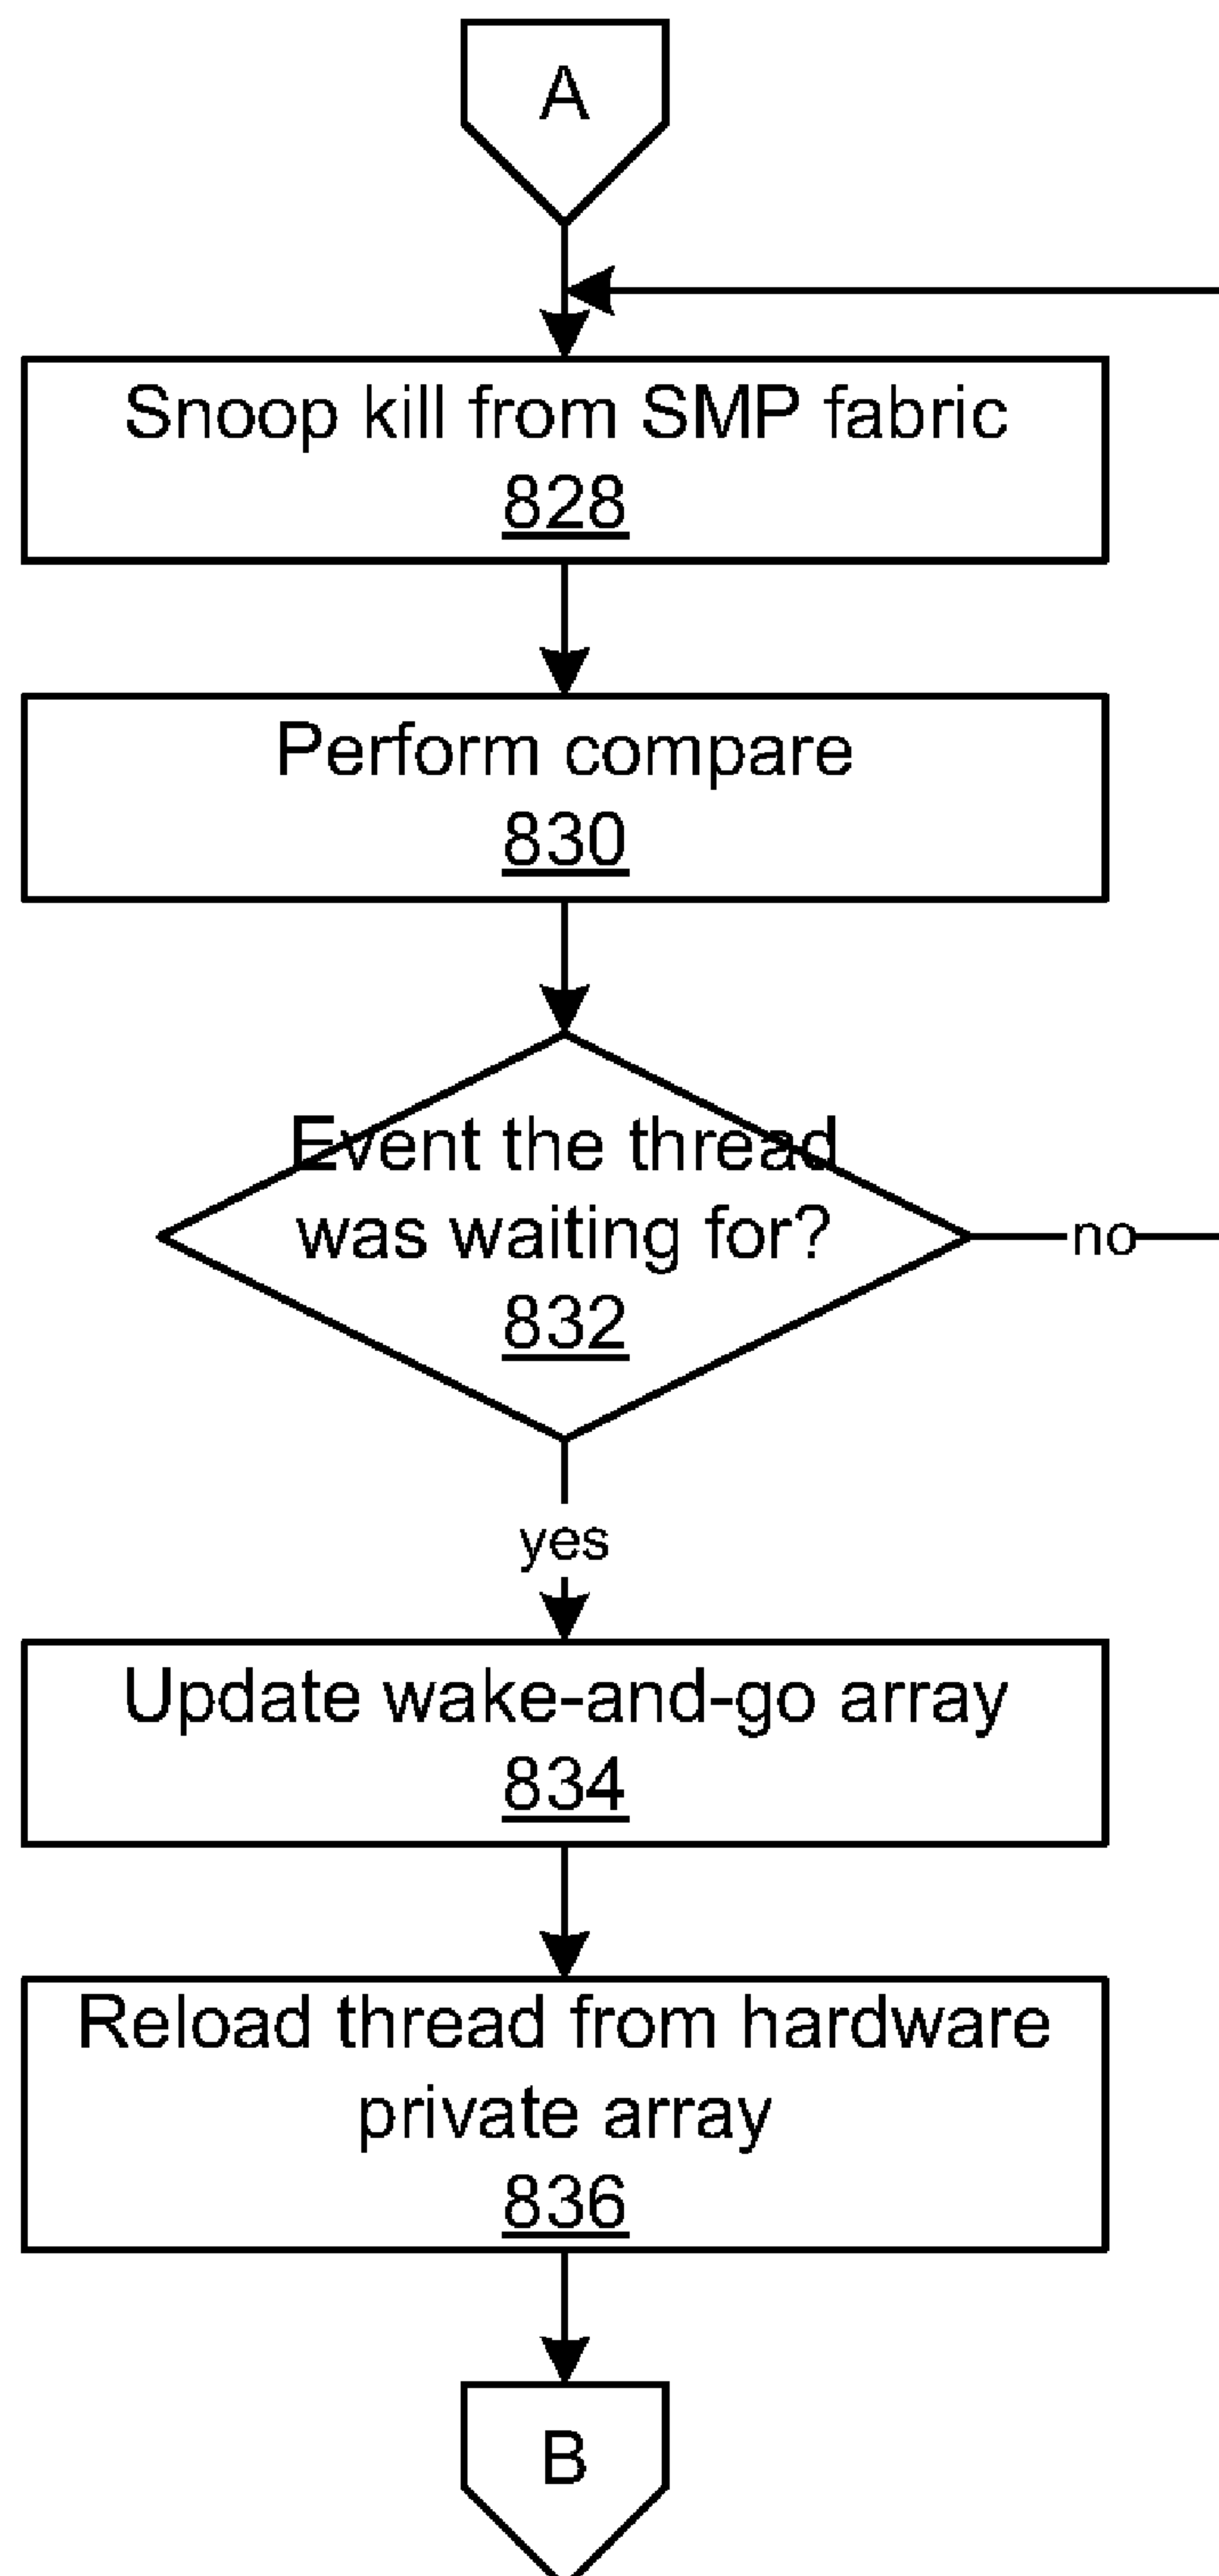 A
Snoop kill from SMP fabric
828
Perform compare
830
Event the thread
was waiting for?
832
no
yes
Update wake-and-go array
834
Reload thread from hardware
private array
836
B